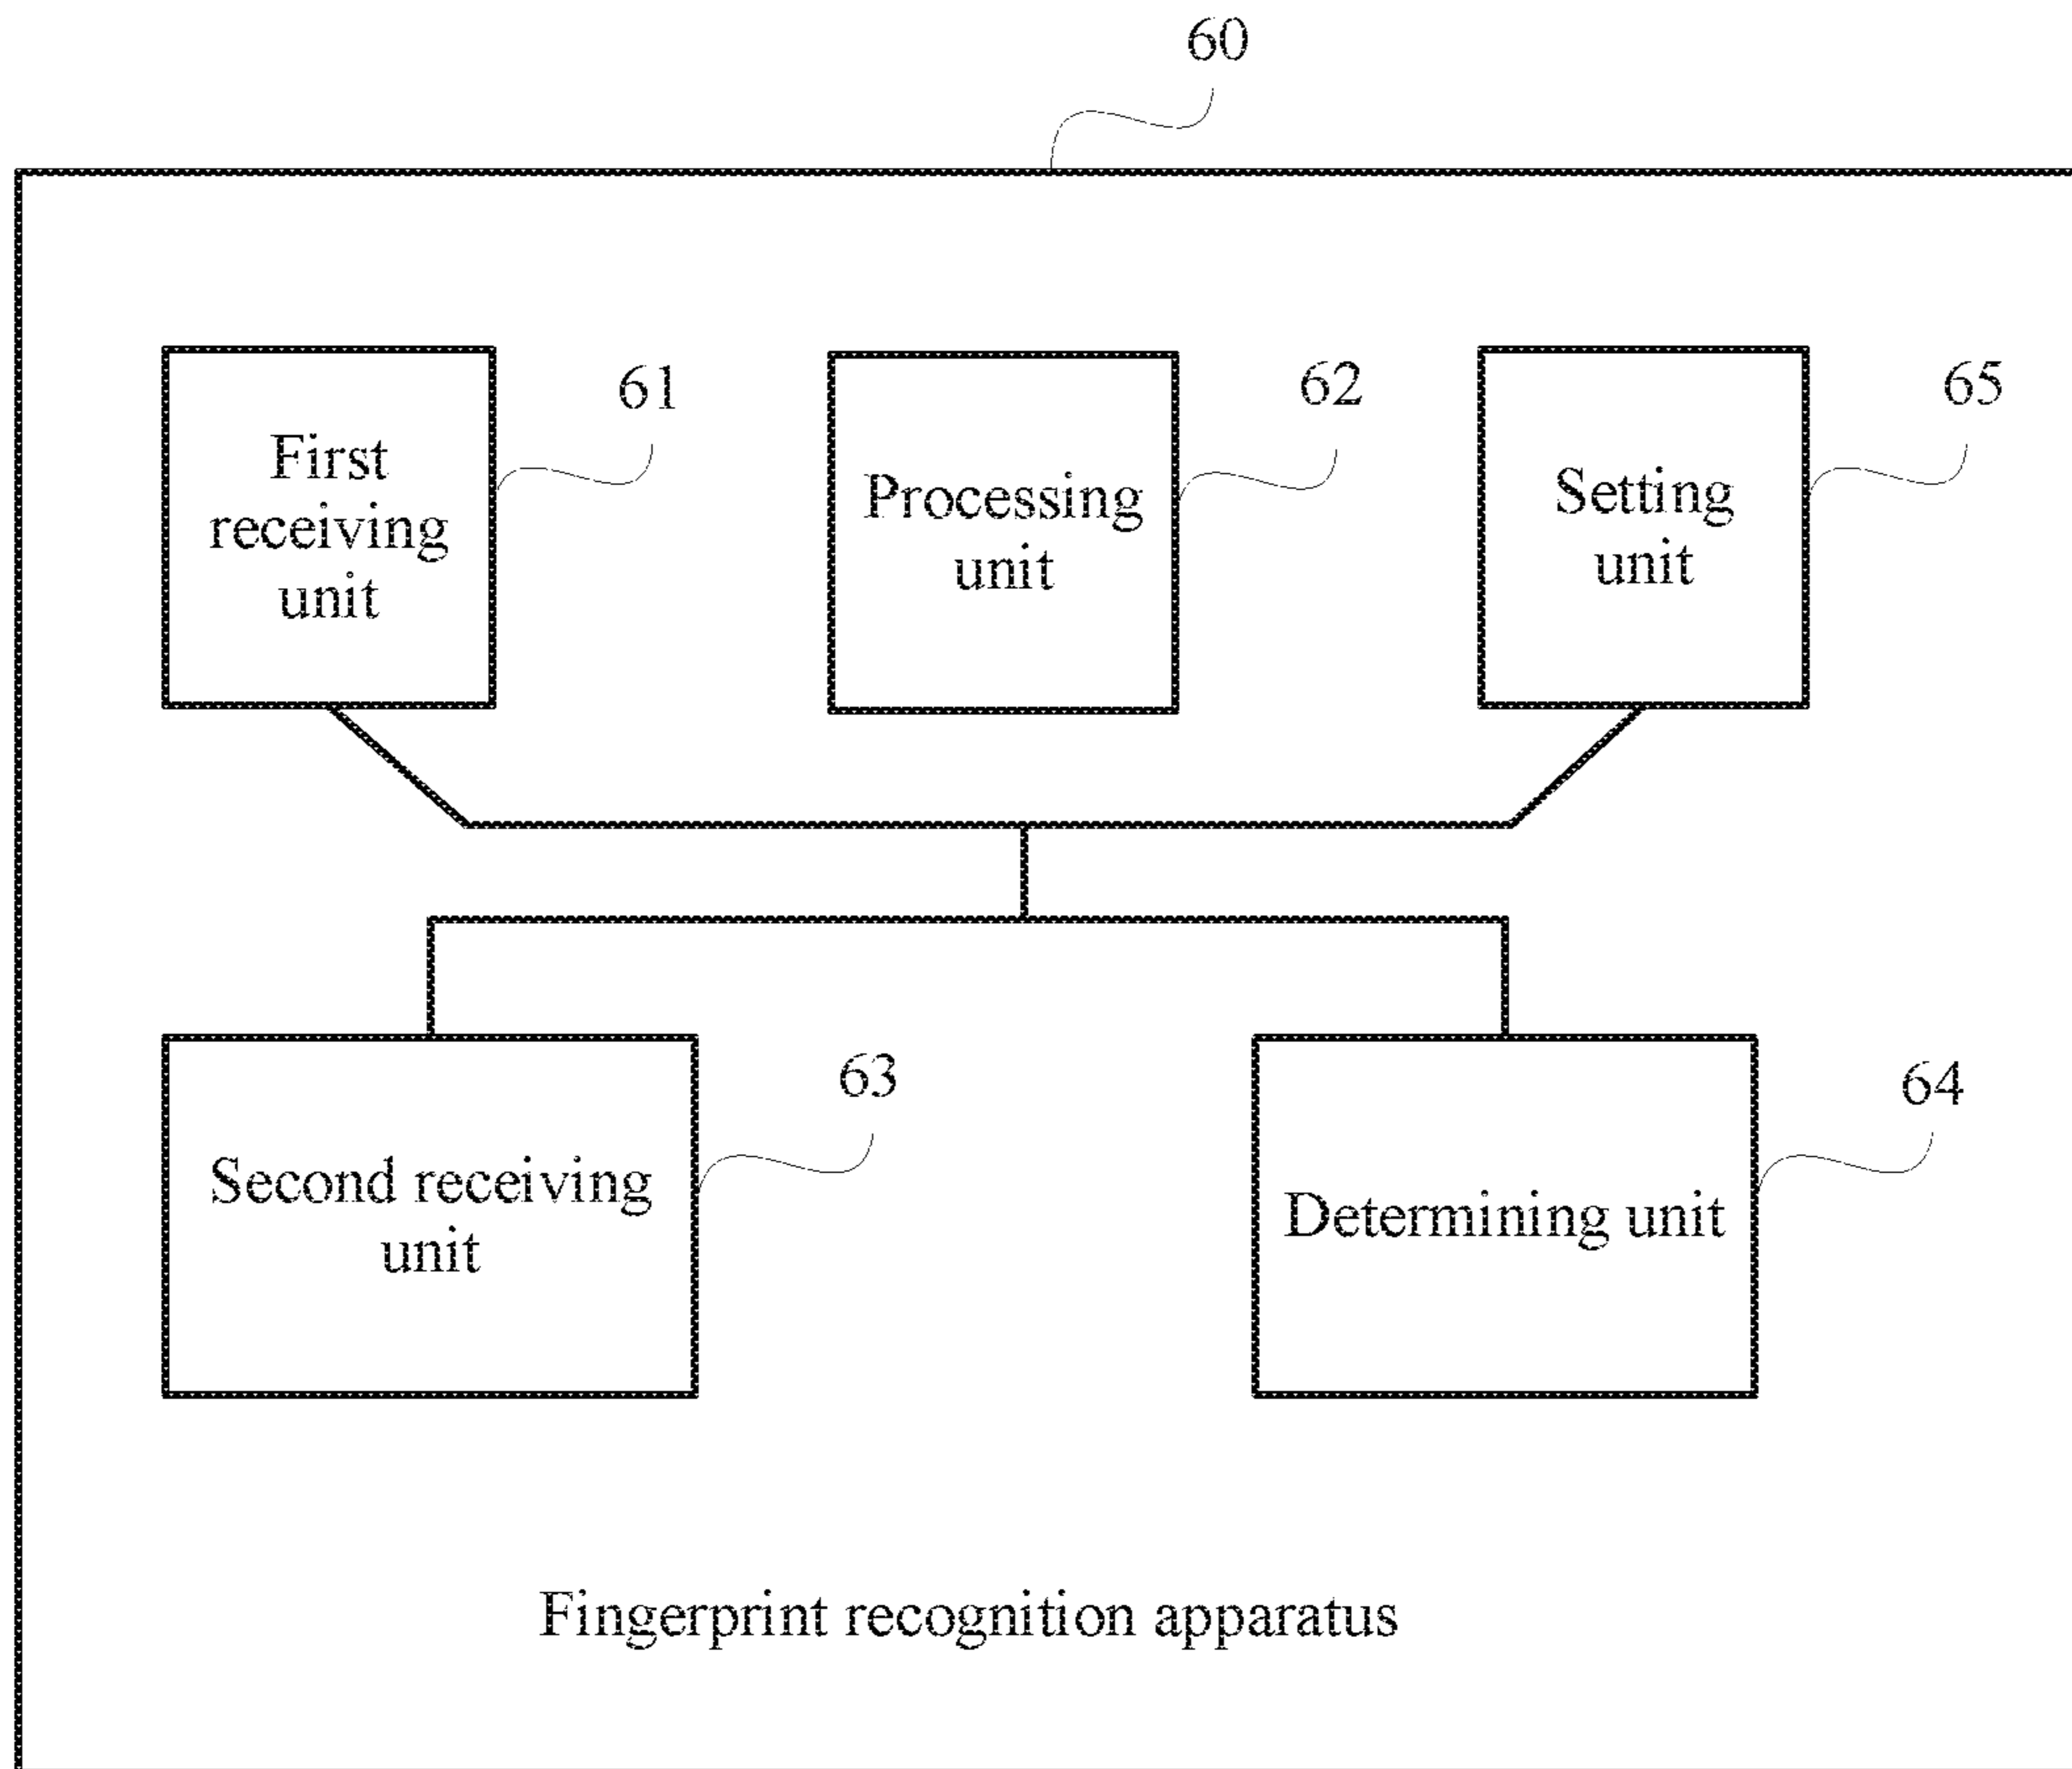 60
First
receiving
unit
61
Processing
unit
62
Setting
unit
65
Second receiving
unit
63
Determining unit
64
Fingerprint recognition apparatus